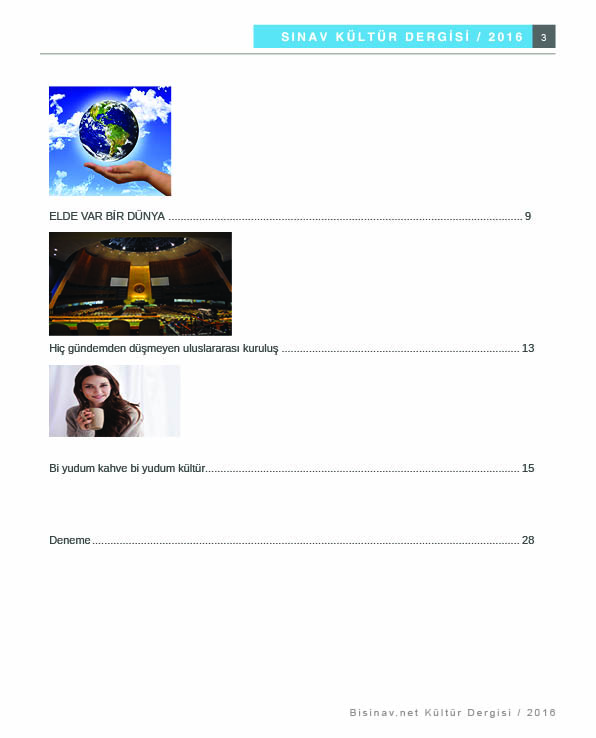 SINAV KÜLTÜR DERGİSİ / 2016 3
ELDE VAR BİR DÜNYA ........................................................................................................................ 9
Hiç gündemden düşmeyen uluslararası kuruluş ................................................................................ 13
Bi yudum kahve bi yudum kültür.......................................................................................................... 15
Deneme ................................................................................................................................................ 28
Bisinav.net Kültür Dergisi / 2016